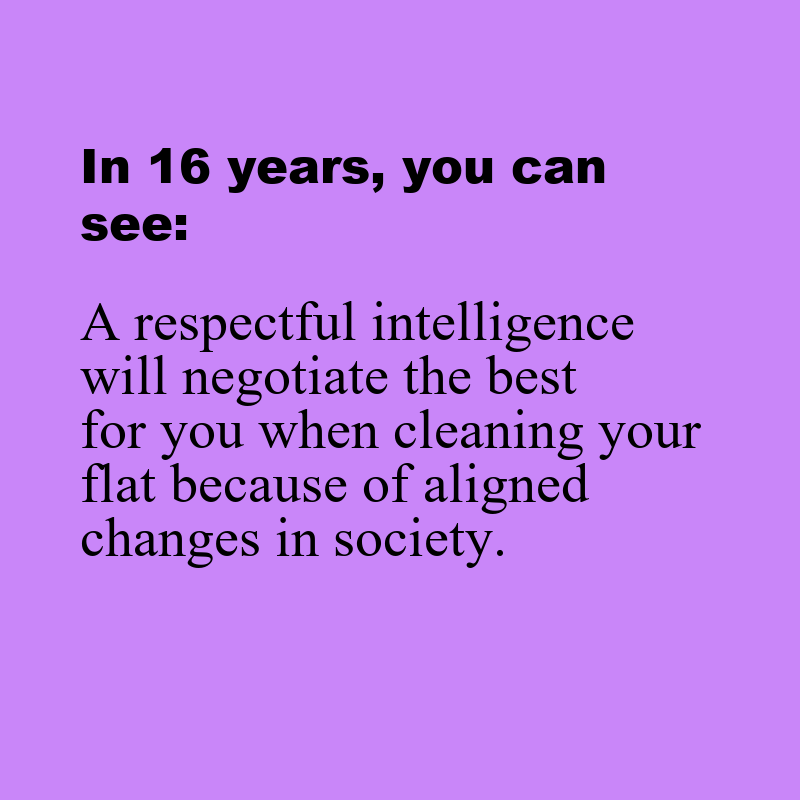 In 16 years, you can
see:
A respectful intelligence
will negotiate the best
for you when cleaning your
flat because of aligned
changes in society.